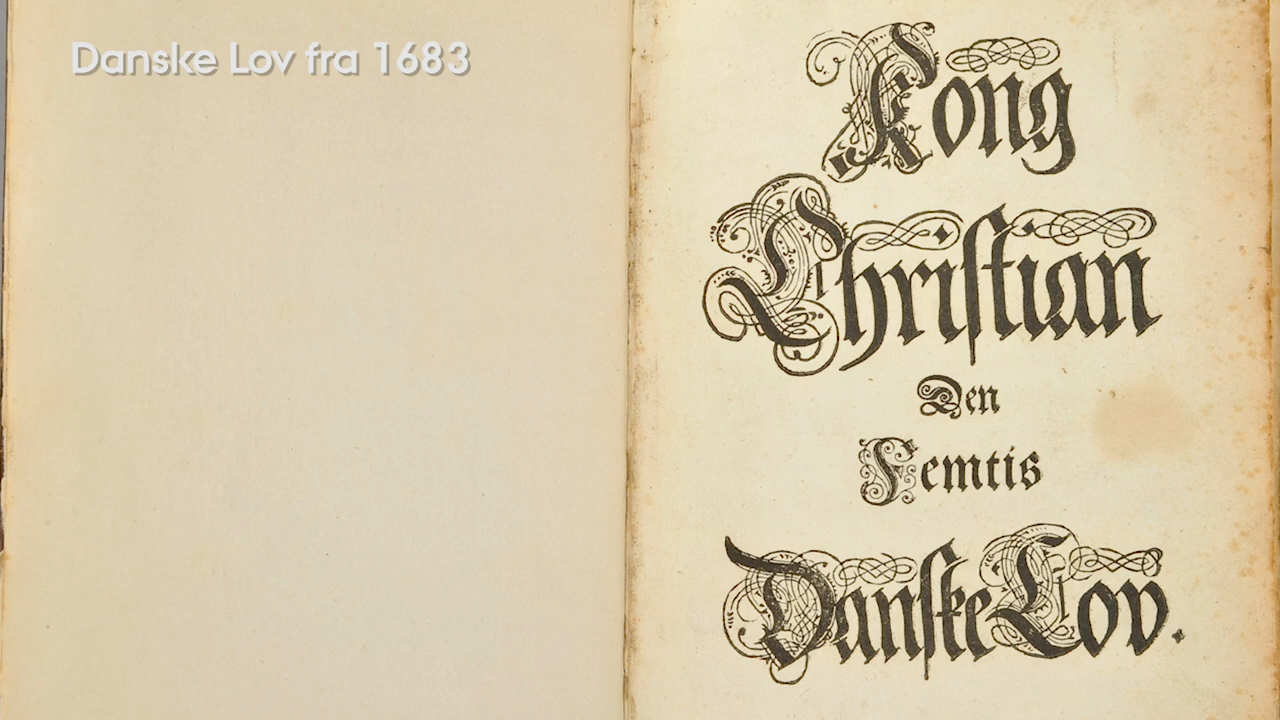 Danske Lov fra 1683
Kong
Chriſtian
Den
Femtis
Danſke Lov.